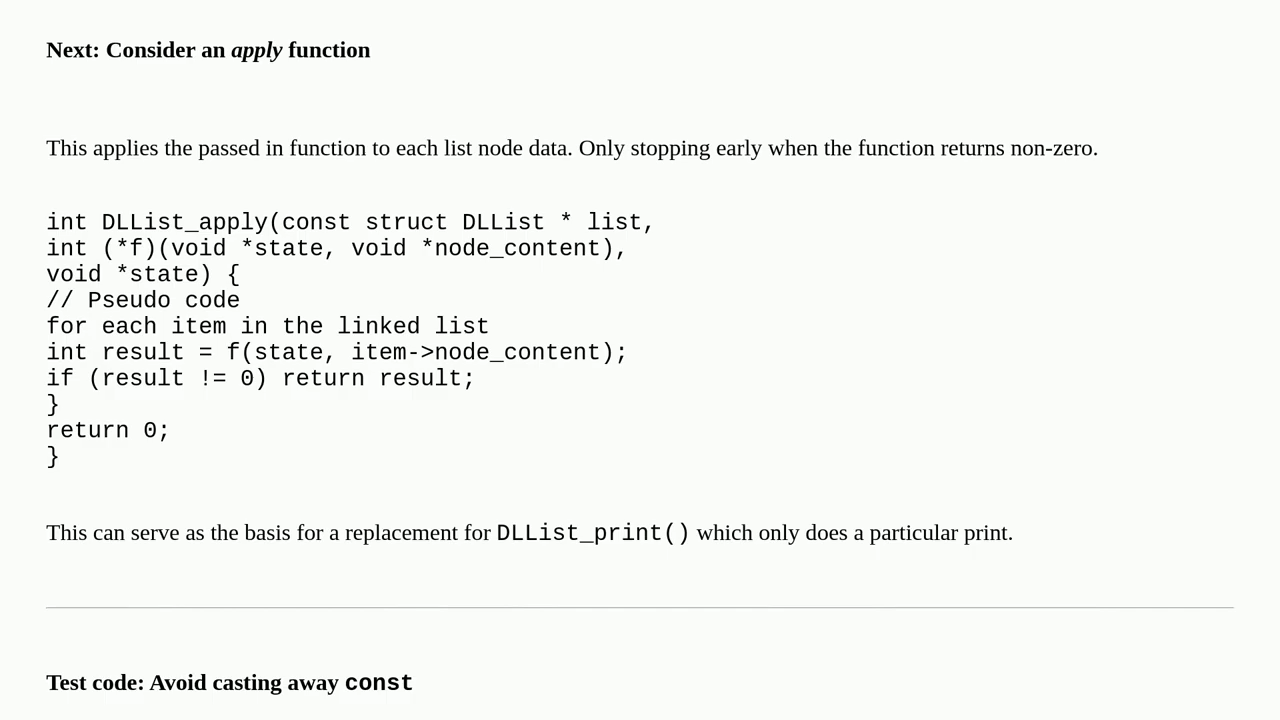 Next: Consider an apply function
This applies the passed in function to each list node data. Only stopping early when the function returns non-zero.
int DLList_apply(const struct DLList * list,
int (*f)(void *state, void *node_content),
void *state) {
// Pseudo code
for each item in the linked list
int result = f(state, item->node_content);
if (result != 0) return result;
}
return 0;
}
This can serve as the basis for a replacement for DLList_print() which only does a particular print.
Test code: Avoid casting away const